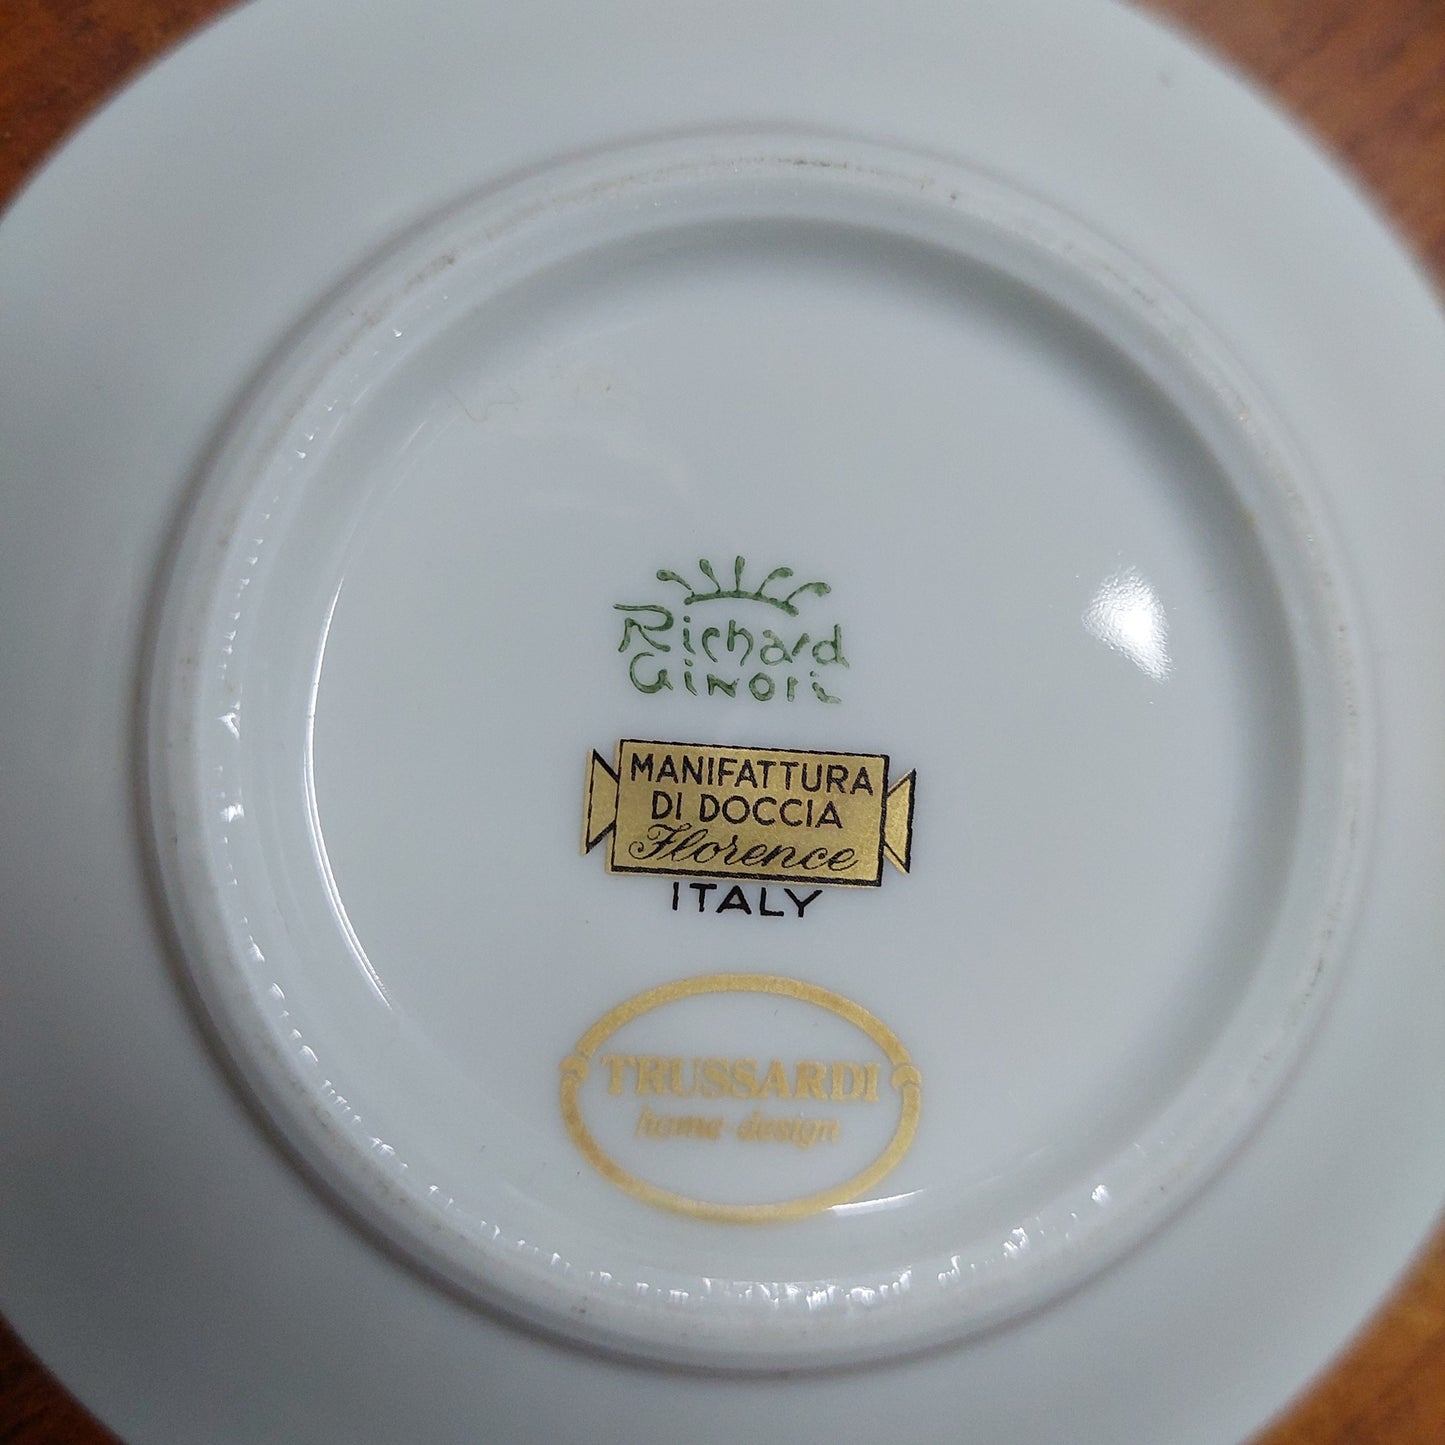 Richard
Ginori
MANIFATTURA
DI DOCCIA
Florence
ITALY
TRUSSARDI
home design